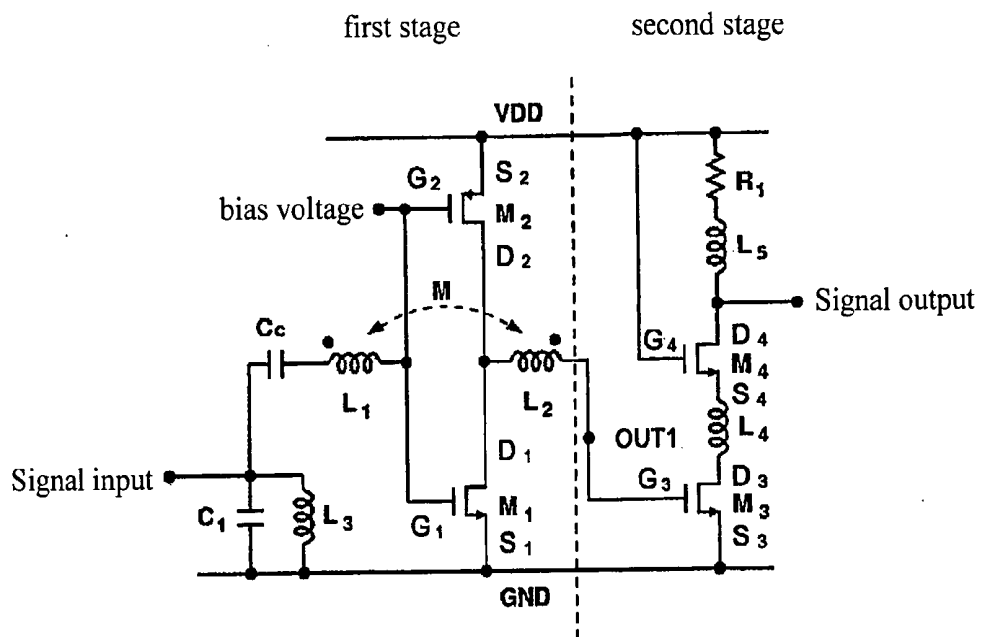 first stage second stage
VDD
G2 S2 R1
bias voltage M2
D2 L5
M
Signal output
Cc G4 D4
M4
L1 L2 S4
L4
D1 OUT1
Signal input G3 D3
C1 L3 G1 M1 M3
S1 S3
GND